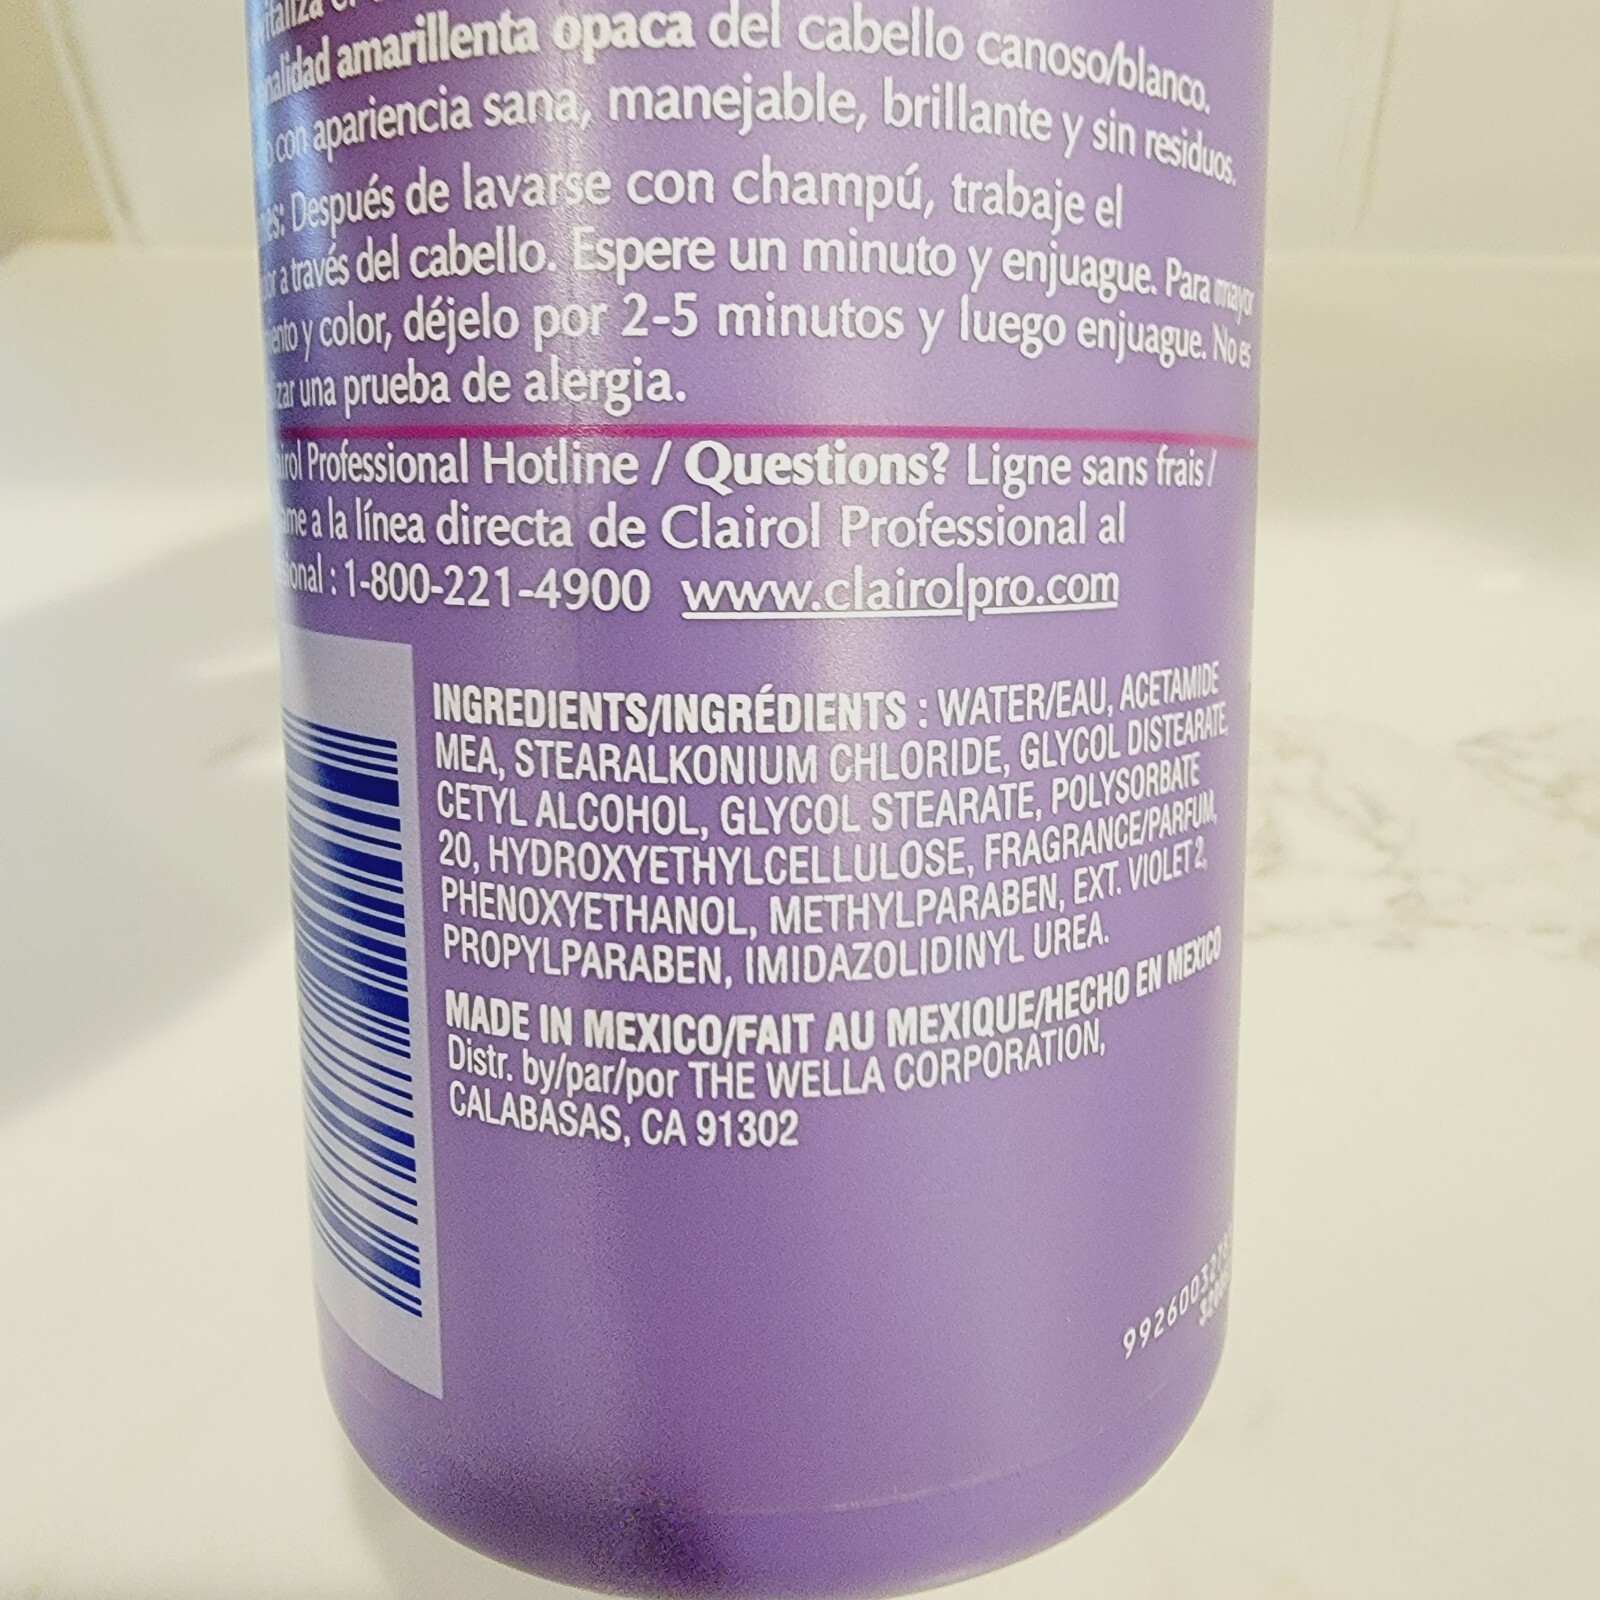 amarillenta opaca del cabello canoso/blanco.
con apariencia sana, manejable, brillante y sin residuos.
Después de lavarse con champú, trabaje el
a través del cabello. Espere un minuto y enjuague. Para mayor
y color, déjelo por 2-5 minutos y luego enjuague. No es
una prueba de alergia.
Professional Hotline / Questions? Ligne sans frais/
a la línea directa de Clairol Professional al
: 1-800-221-4900 www.clairolpro.com
INGREDIENTS/INGRÉDIENTS : WATER/EAU, ACETAMIDE
MEA, STEARALKONIUM CHLORIDE, GLYCOL DISTEARATE,
CETYL ALCOHOL, GLYCOL STEARATE, POLYSORBATE
20, HYDROXYETHYLCELLULOSE, FRAGRANCE/PARFUM,
PHENOXYETHANOL, METHYLPARABEN, EXT. VIOLET 2,
PROPYLPARABEN, IMIDAZOLIDINYL UREA.
MADE IN MEXICO/FAIT AU MEXIQUE/HECHO EN MEXICO
Distr. by/par/por THE WELLA CORPORATION,
CALABASAS, CA 91302